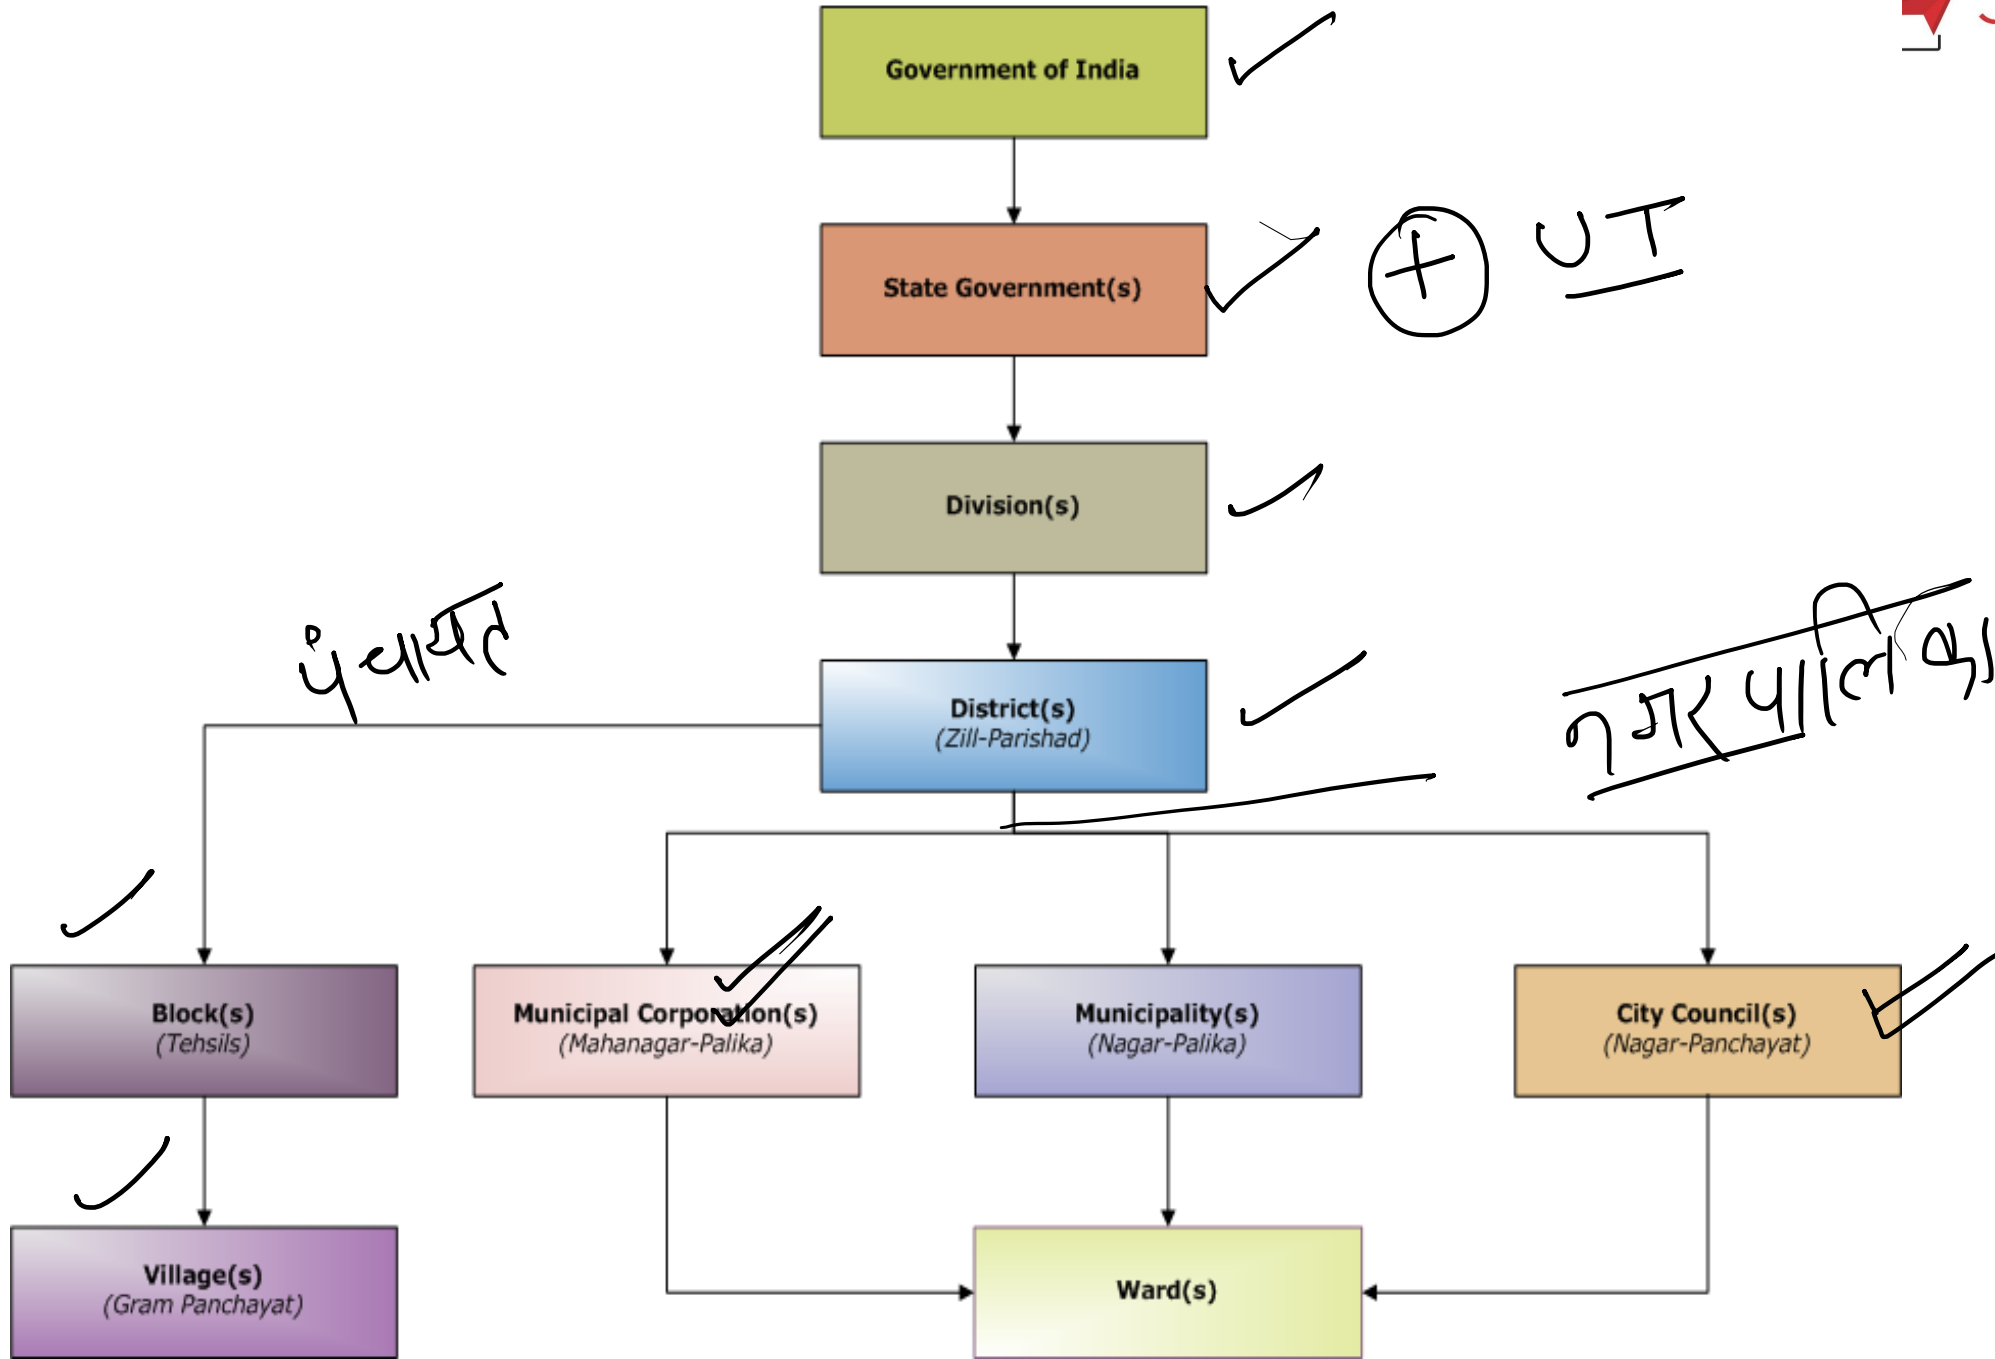 Government of India
State Government(s)
+ UT
Division(s)
पंचायत
District(s)
(Zill-Parishad)
नगरपालिका
Block(s)
(Tehsils)
Municipal Corporation(s)
(Mahanagar-Palika)
Municipality(s)
(Nagar-Palika)
City Council(s)
(Nagar-Panchayat)
Village(s)
(Gram Panchayat)
Ward(s)